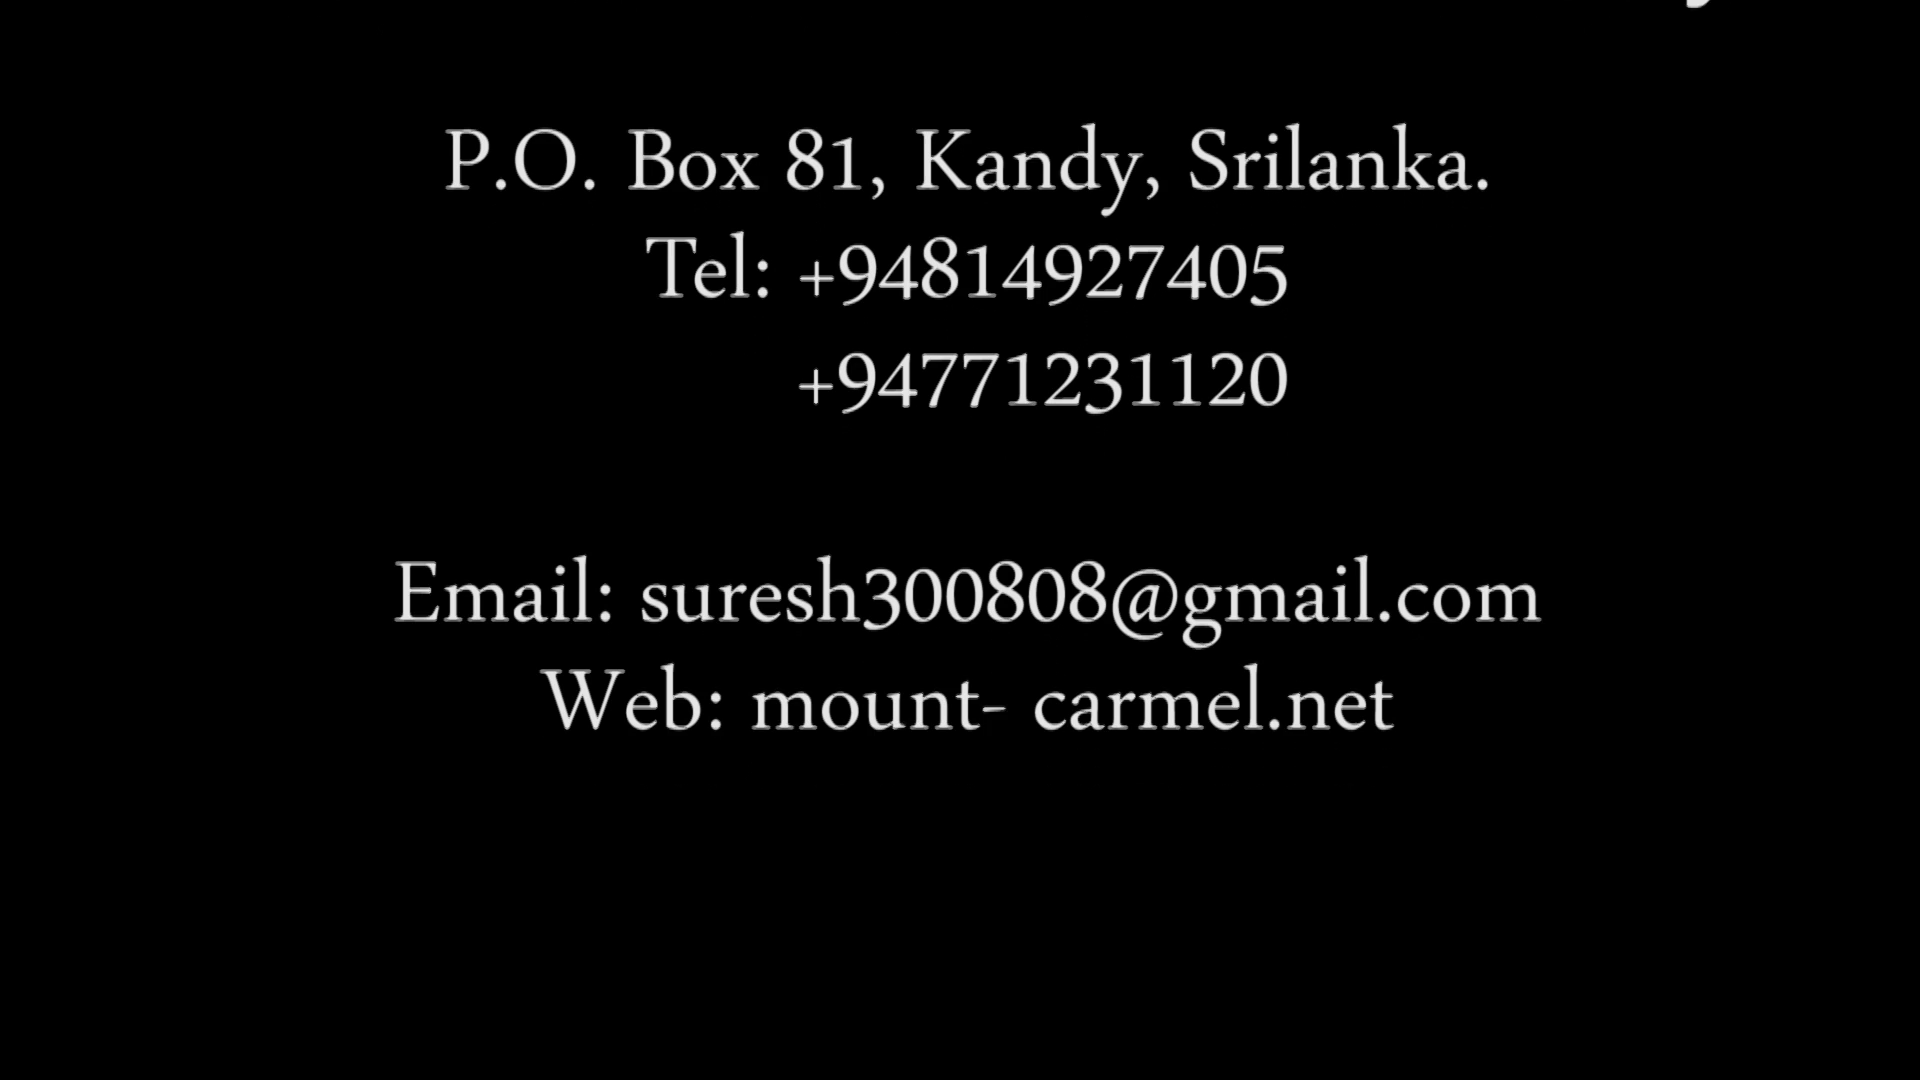 P.O. Box 81, Kandy, Srilanka.
Tel: +94814927405
+94771231120
Email: suresh300808@gmail.com
Web: mount- carmel.net